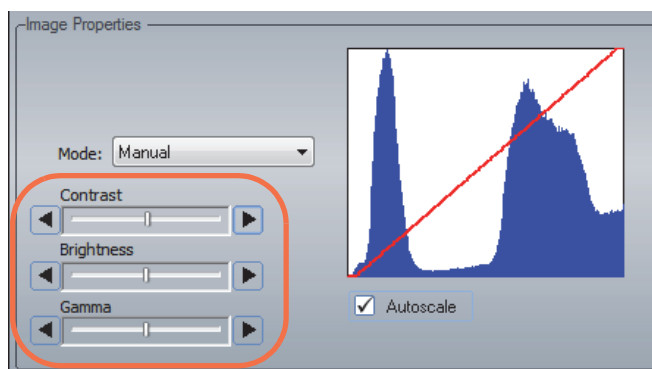 Image Properties
Mode: Manual
Contrast
Brightness
Gamma
Autoscale